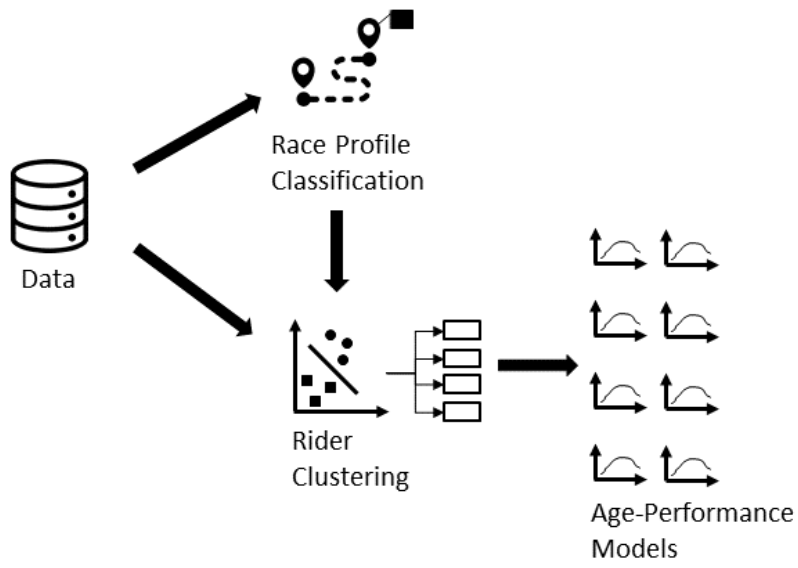 Race Profile
Classification
Data
Rider
Clustering
Age-Performance
Models